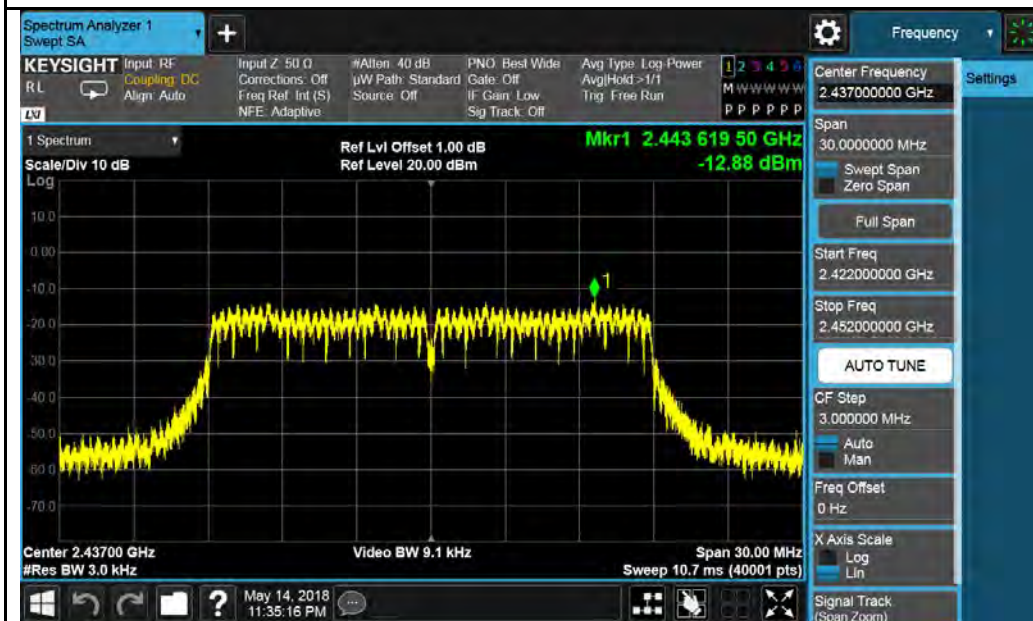 Spectrum Analyzer 1
Swept SA
Frequency
KEYSIGHT
RL
LXI
Input: RF
Coupling: DC
Align: Auto
Input Z: 50 Ω
Corrections: Off
Freq Ref: Int (S)
NFE: Adaptive
#Atten: 40 dB
µW Path: Standard
Source: Off
PNO: Best Wide
Gate: Off
IF Gain: Low
Sig Track: Off
Avg Type: Log-Power
Avg|Hold:>1/1
Trig: Free Run
1 2 3 4 5 6
M W W W W W
P P P P P P
1 Spectrum
Scale/Div 10 dB
Log
Ref Lvl Offset 1.00 dB
Ref Level 20.00 dBm
Mkr1 2.443 619 50 GHz
-12.88 dBm
10.0
0.00
-10.0
-20.0
-30.0
-40.0
-50.0
-60.0
-70.0
1
Center 2.43700 GHz
#Res BW 3.0 kHz
Video BW 9.1 kHz
Span 30.00 MHz
Sweep 10.7 ms (40001 pts)
Center Frequency
2.437000000 GHz
Settings
Span
30.0000000 MHz
Swept Span
Zero Span
Full Span
Start Freq
2.422000000 GHz
Stop Freq
2.452000000 GHz
AUTO TUNE
CF Step
3.000000 MHz
Auto
Man
Freq Offset
0 Hz
X Axis Scale
Log
Lin
Signal Track
(Span Zoom)
?
May 14, 2018
11:35:16 PM